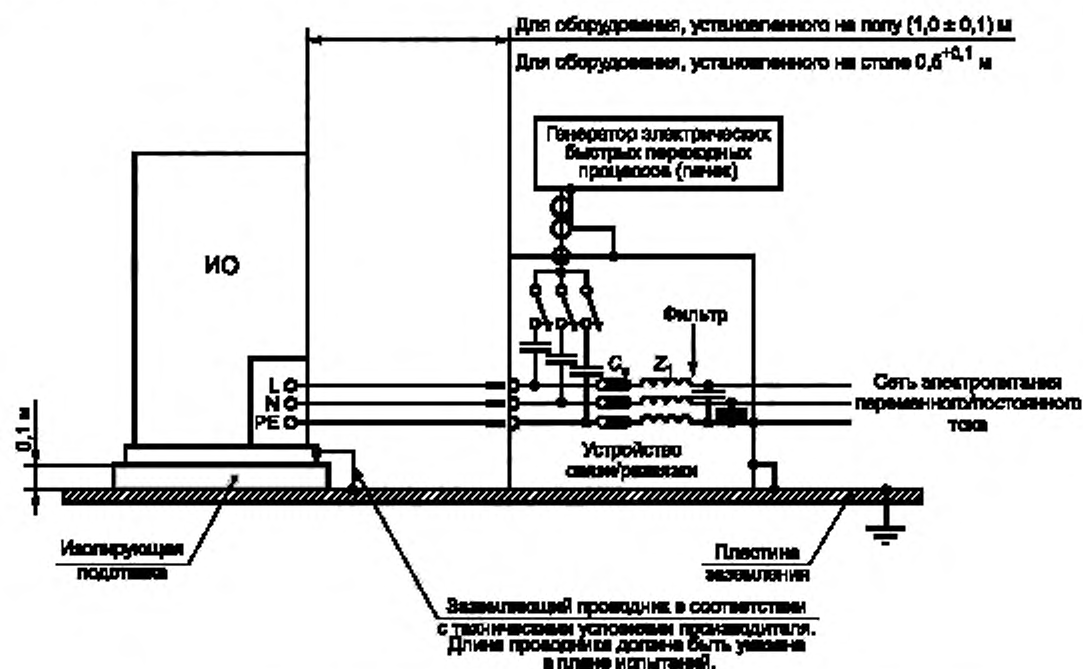 Для оборудования, установленного на полу (1,0 ± 0,1) м
Для оборудования, установленного на столе 0,5+0,1 м
Генератор электрических
быстрых переходных
процессов (пачек)
ИО
Фильтр
Cc
Z1
L
N
PE
Сеть электропитания
переменного/постоянного
тока
0,1 м
Устройство
связи/развязки
Изолирующая
подставка
Пластина
заземления
Заземляющий проводник в соответствии
с техническими условиями производителя.
Длина проводника должна быть указана
в плане испытаний.